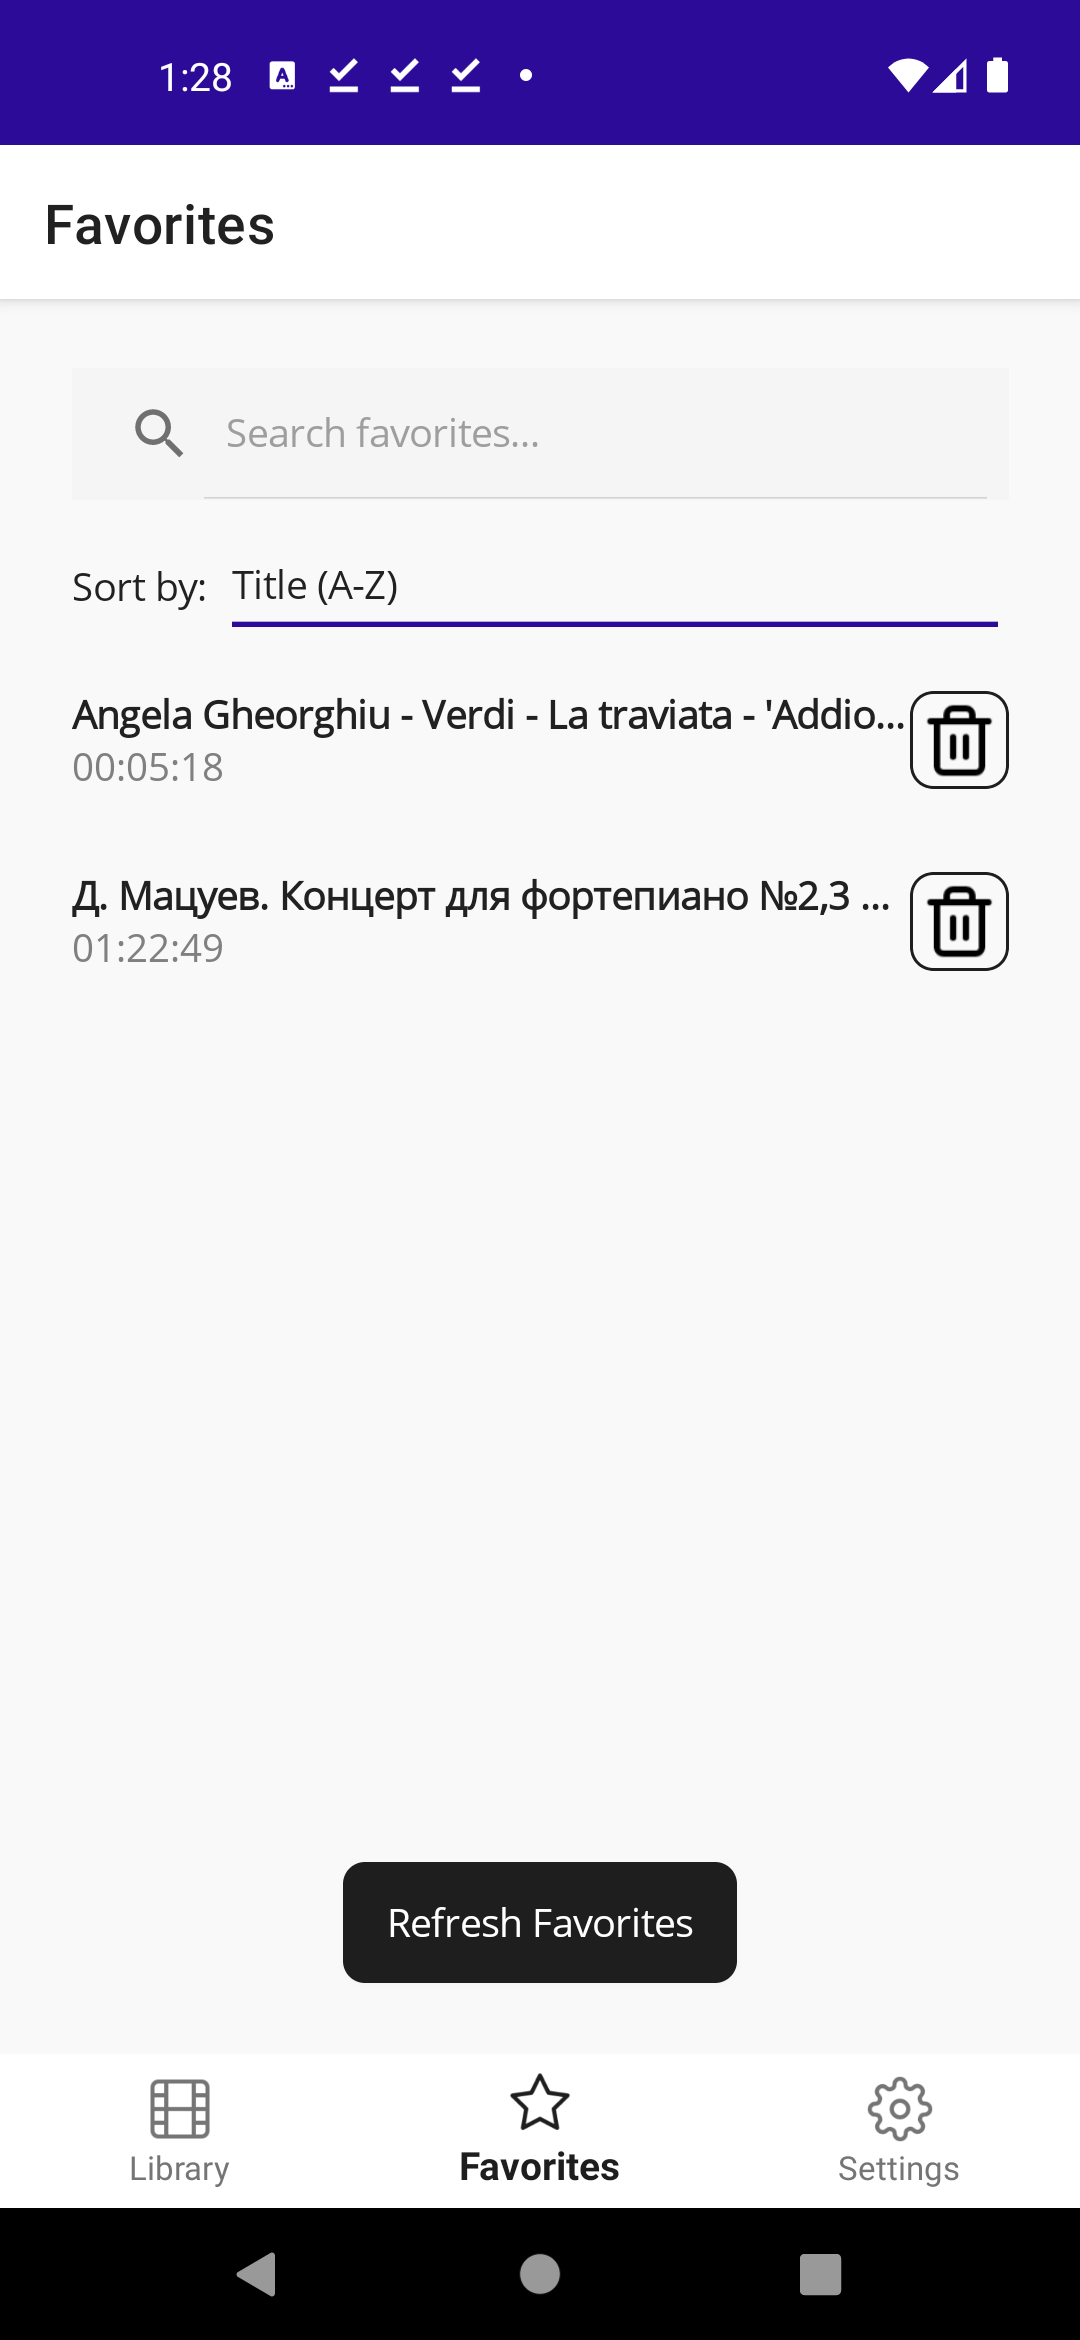 1:28
Favorites
Search favorites...
Sort by: Title (A-Z)
Angela Gheorghiu - Verdi - La traviata - 'Addio...
00:05:18
Д. Мацуев. Концерт для фортепиано №2,3 ...
01:22:49
Refresh Favorites
Library
Favorites
Settings